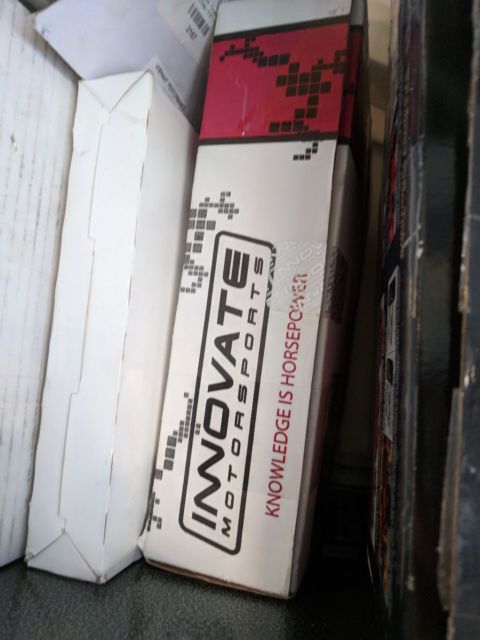 INNOVATE
MOTORSPORTS
KNOWLEDGE IS HORSEPOWER